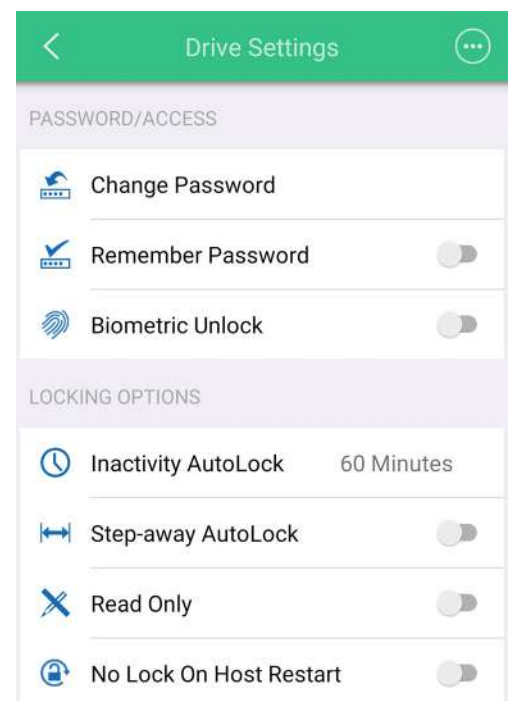 Drive Settings
PASSWORD/ACCESS
Change Password
Remember Password
Biometric Unlock
LOCKING OPTIONS
Inactivity AutoLock 60 Minutes
Step-away AutoLock
Read Only
No Lock On Host Restart